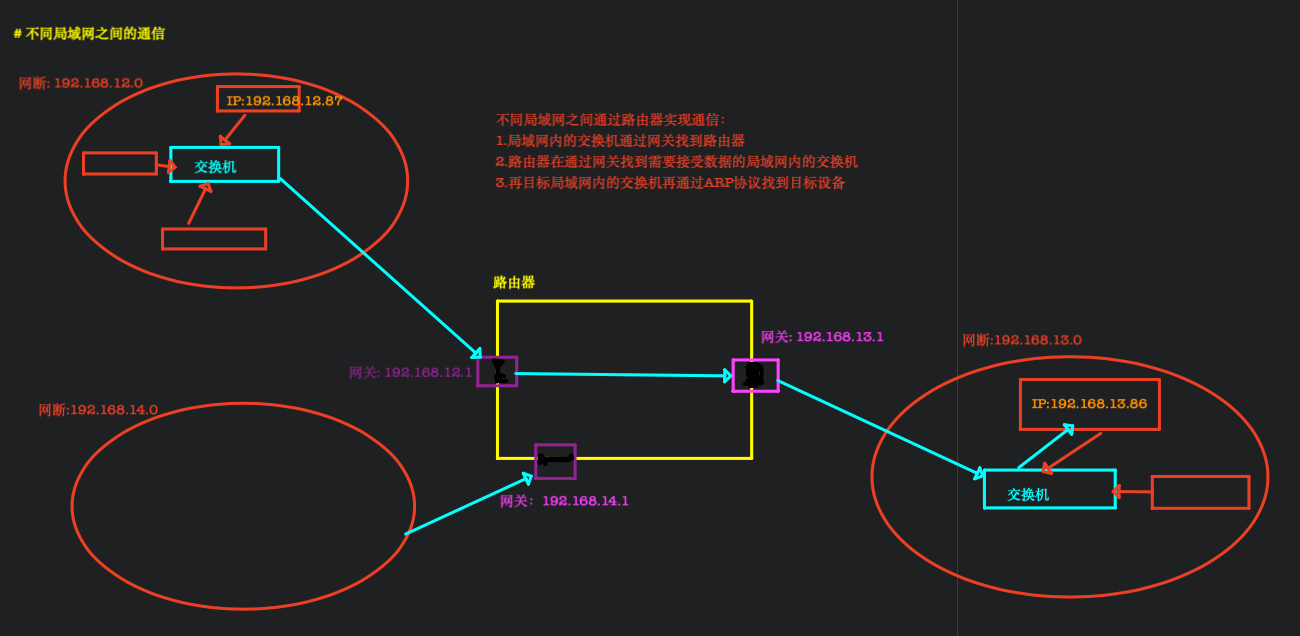 # 不同局域网之间的通信
网断: 192.168.12.0
IP:192.168.12.87
交换机
不同局域网之间通过路由器实现通信:
1.局域网内的交换机通过网关找到路由器
2.路由器在通过网关找到需要接受数据的局域网内的交换机
3.再目标局域网内的交换机再通过ARP协议找到目标设备
路由器
网关: 192.168.13.1
网断:192.168.13.0
网关: 192.168.12.1
网断:192.168.14.0
IP:192.168.13.86
交换机
网关: 192.168.14.1